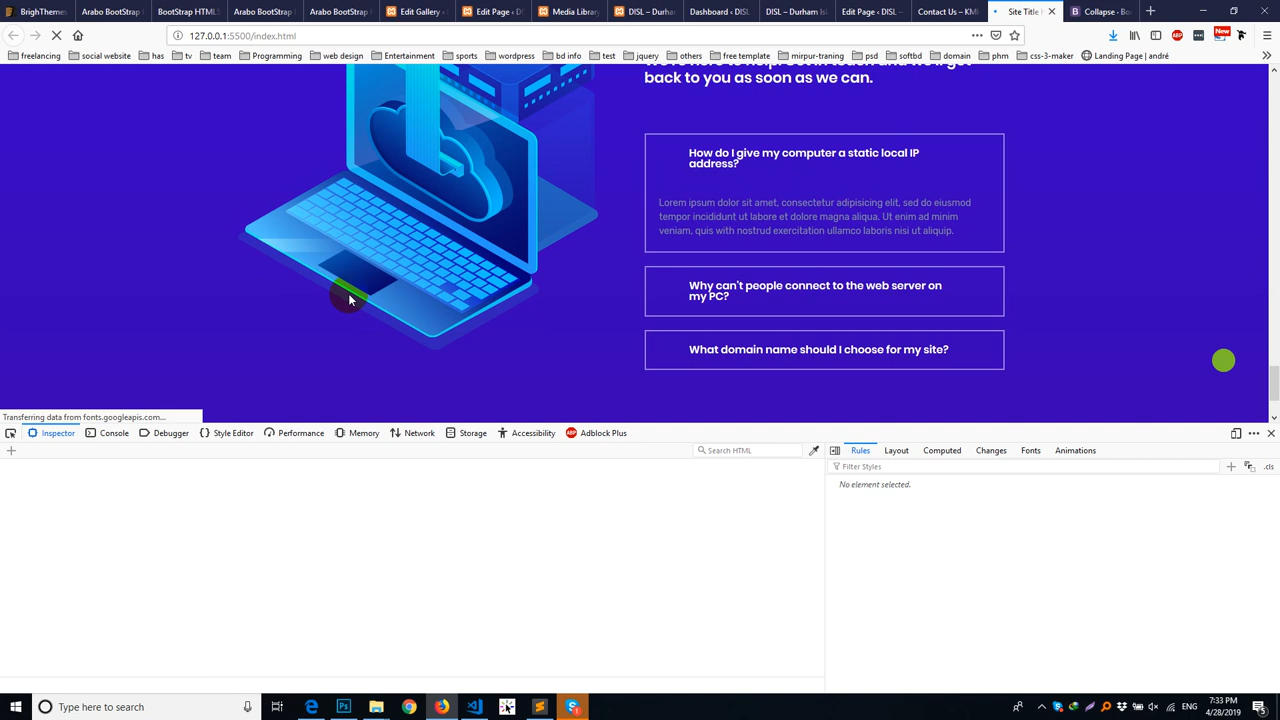 BrighThemes
Arabo BootStrap
BootStrap HTML
Arabo BootStrap
Arabo BootStrap
Edit Gallery
Edit Page ‹ D
Media Library
DISL – Durha
Dashboard ‹ DISL
DISL – Durham Isl
Edit Page ‹ DISL –
Contact Us – KM
Site Title H
Collapse · Bo
127.0.0.1:5500/index.html
New
freelancing
social website
has
tv
team
Programming
web design
Entertainment
sports
wordpress
bd info
test
jquery
others
free template
mirpur-traning
psd
softbd
domain
phm
css-3-maker
Landing Page | andré
back to you as soon as we can.
How do I give my computer a static local IP
address?
Lorem ipsum dolor sit amet, consectetur adipisicing elit, sed do eiusmod
tempor incididunt ut labore et dolore magna aliqua. Ut enim ad minim
veniam, quis with nostrud exercitation ullamco laboris nisi ut aliquip.
Why can't people connect to the web server on
my PC?
What domain name should I choose for my site?
Transferring data from fonts.googleapis.com...
Inspector
Console
Debugger
Style Editor
Performance
Memory
Network
Storage
Accessibility
Adblock Plus
Search HTML
Rules
Layout
Computed
Changes
Fonts
Animations
Filter Styles
.cls
No element selected.
Type here to search
ENG
7:33 PM
4/28/2019